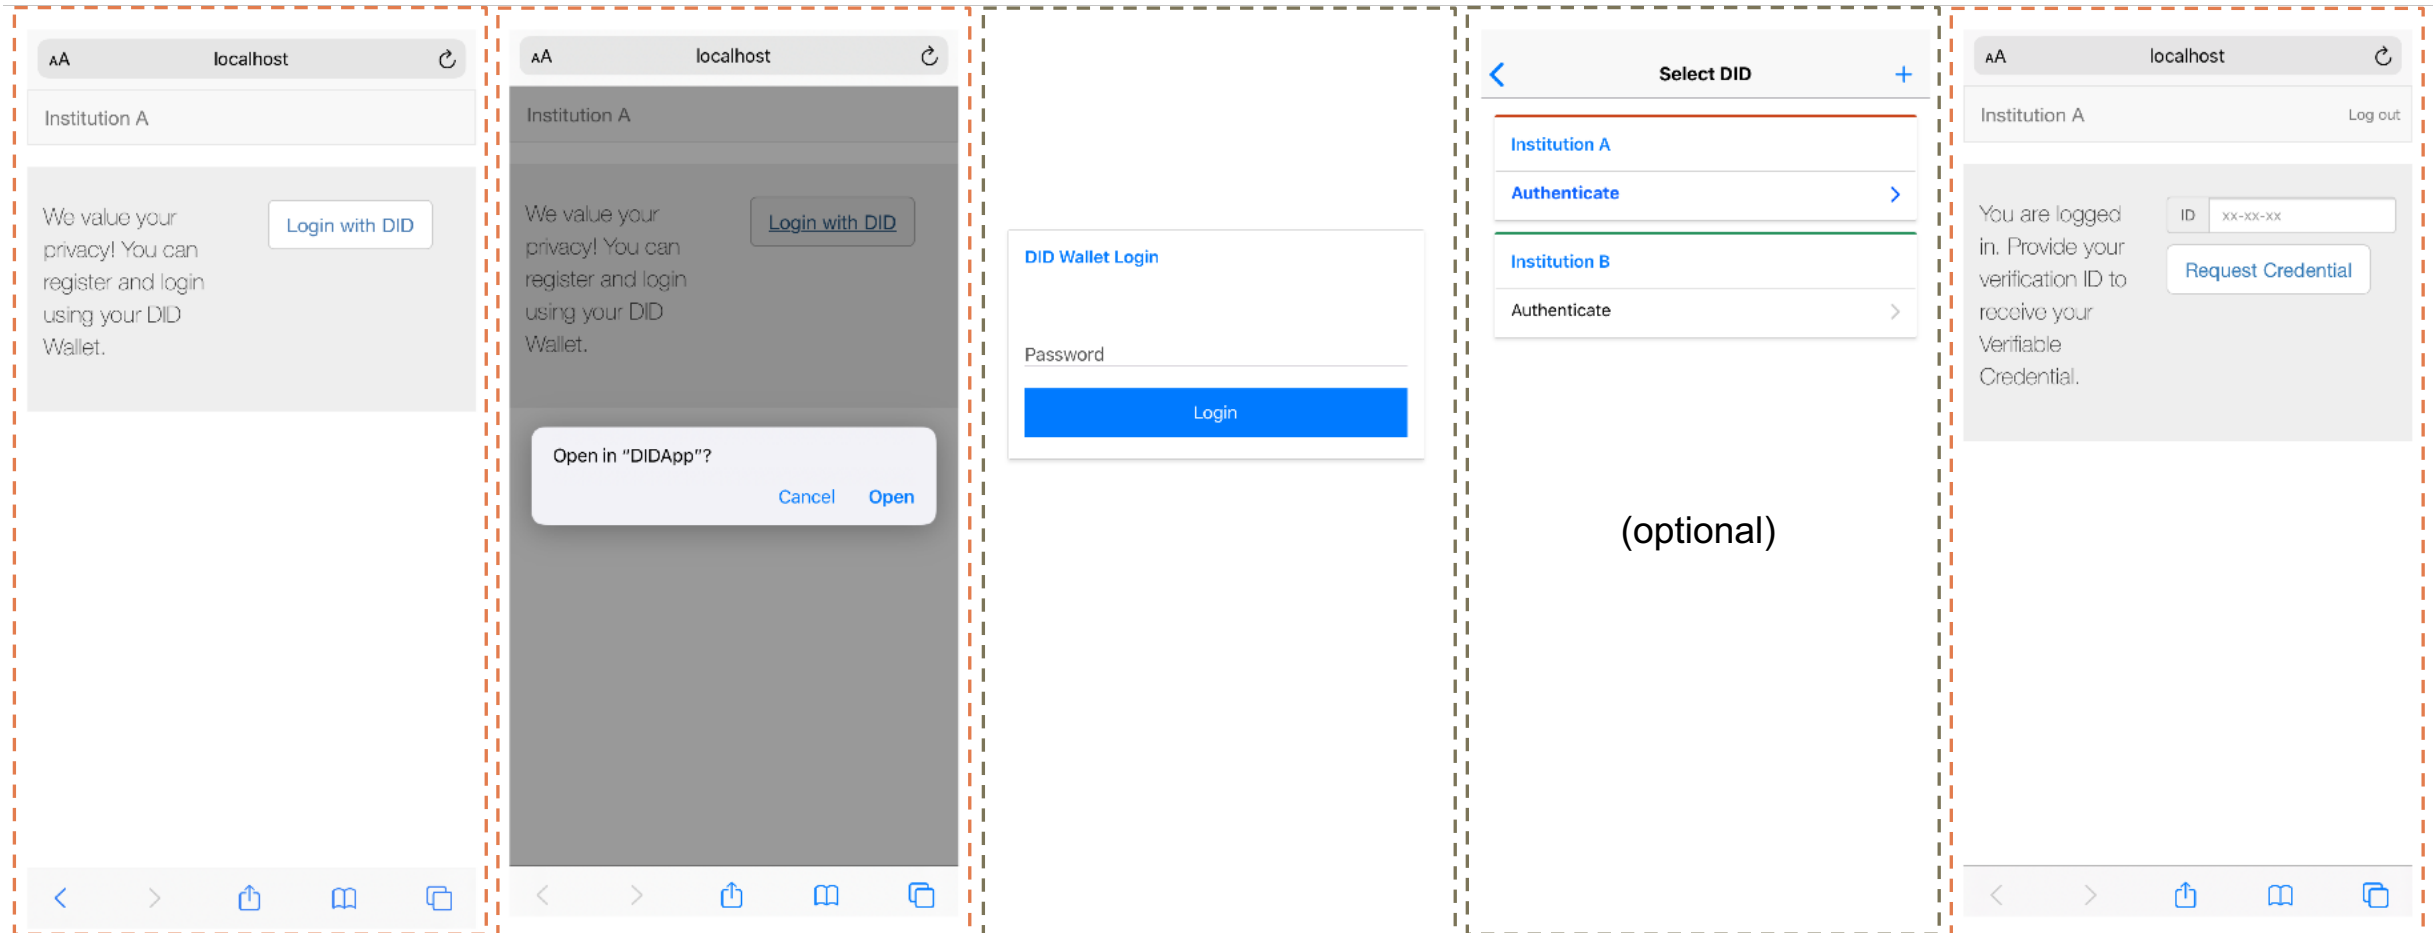 AA localhost
Institution A
We value your
privacy! You can
register and login
using your DID
Wallet.
Login with DID
AA localhost
Institution A
We value your
privacy! You can
register and login
using your DID
Wallet.
Login with DID
Open in “DIDApp”?
Cancel Open
DID Wallet Login
Password
Login
Select DID +
Institution A
Authenticate
Institution B
Authenticate
(optional)
AA localhost
Institution A Log out
You are logged
in. Provide your
verification ID to
receive your
Verifiable
Credential.
ID xx-xx-xx
Request Credential